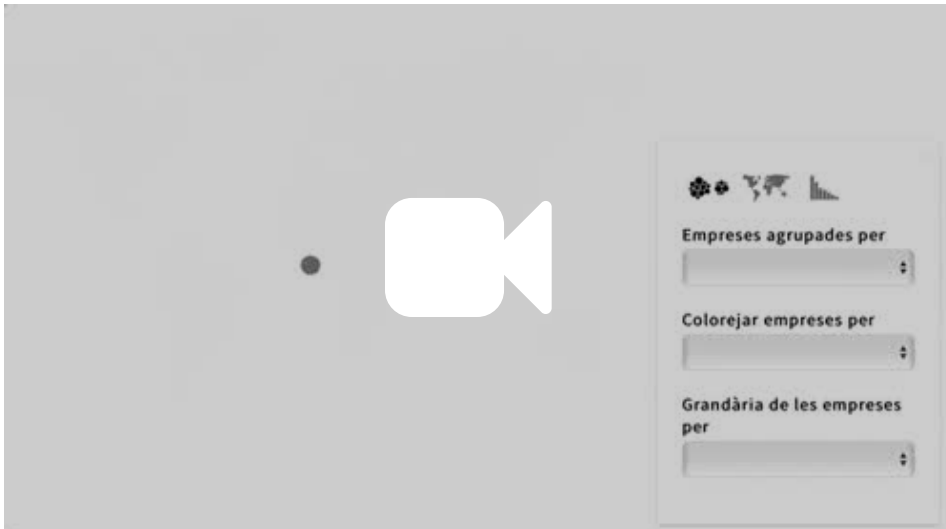 Empreses agrupades per
Colorejar empreses per
Grandària de les empreses
per